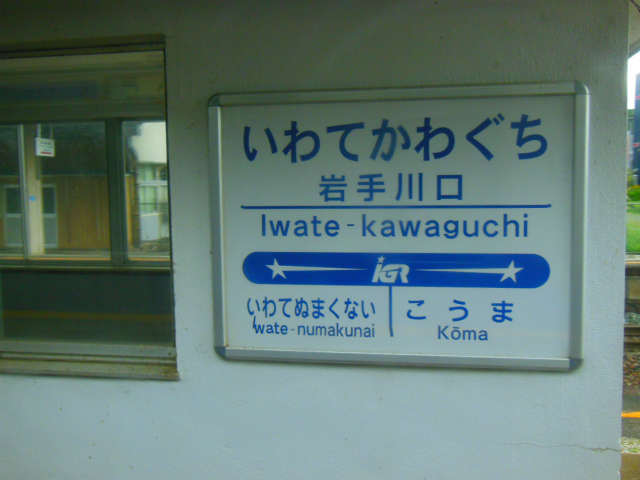 いわてかわぐち
岩手川口
Iwate-kawaguchi
IGR
いわてぬまくない こうま
Iwate-numakunai Kōma